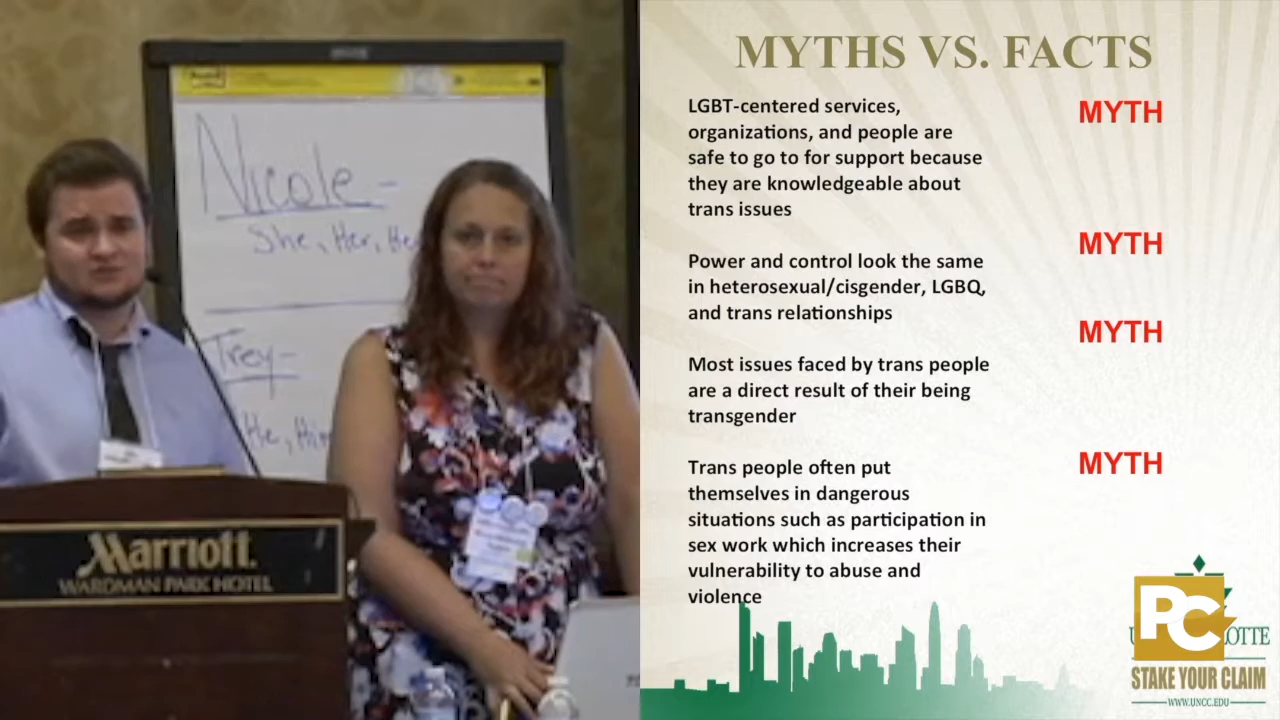 Nicole -
She, Her,
Trey-
He,
Marriott.
WARDMAN PARK HOTEL
MYTHS VS. FACTS
LGBT-centered services,
organizations, and people are
safe to go to for support because
they are knowledgeable about
trans issues
MYTH
Power and control look the same
in heterosexual/cisgender, LGBQ,
and trans relationships
MYTH
Most issues faced by trans people
are a direct result of their being
transgender
MYTH
Trans people often put
themselves in dangerous
situations such as participation in
sex work which increases their
vulnerability to abuse and
violence
MYTH
PC
STAKE YOUR CLAIM
WWW.UNCC.EDU